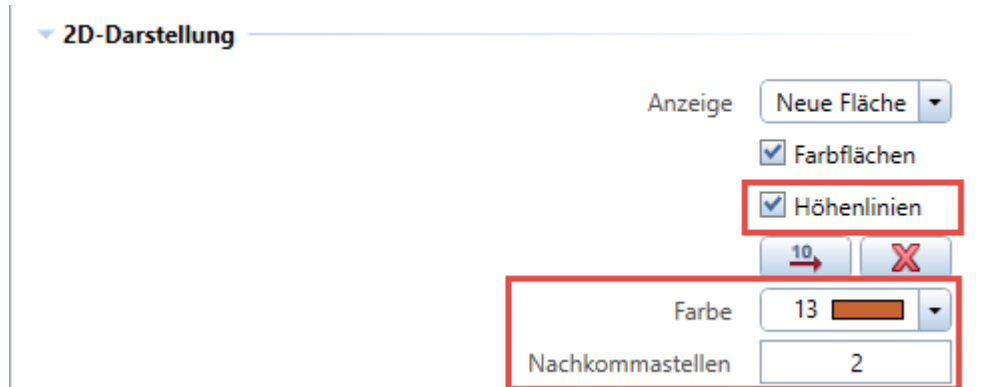 2D-Darstellung
Anzeige Neue Fläche
Farbflächen
Höhenlinien
10
Farbe 13
Nachkommastellen 2